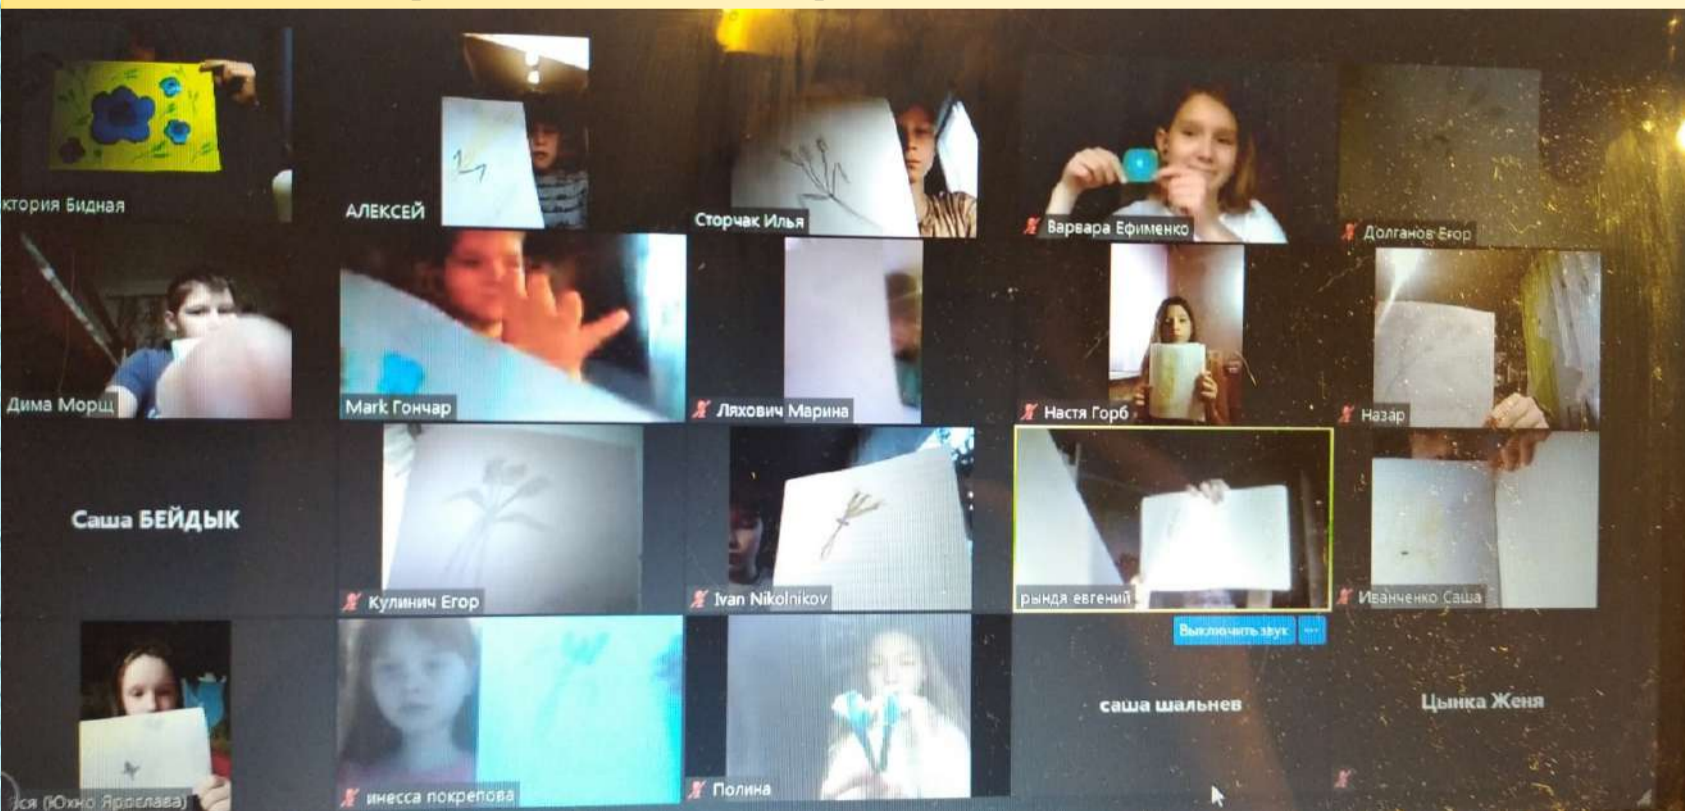 ктория Бидная
АЛЕКСЕЙ
Сторчак Илья
Варвара Ефименко
Долганов Егор
Дима Морщ
Mark Гончар
Ляхович Марина
Настя Горб
Назар
Саша БЕЙДЫК
Кулинич Егор
Ivan Nikolnikov
рындя евгений
Иванченко Саша
Выключить звук
ся (Юхно Ярослава)
инесса покрепова
Полина
саша шальнев
Цынка Женя